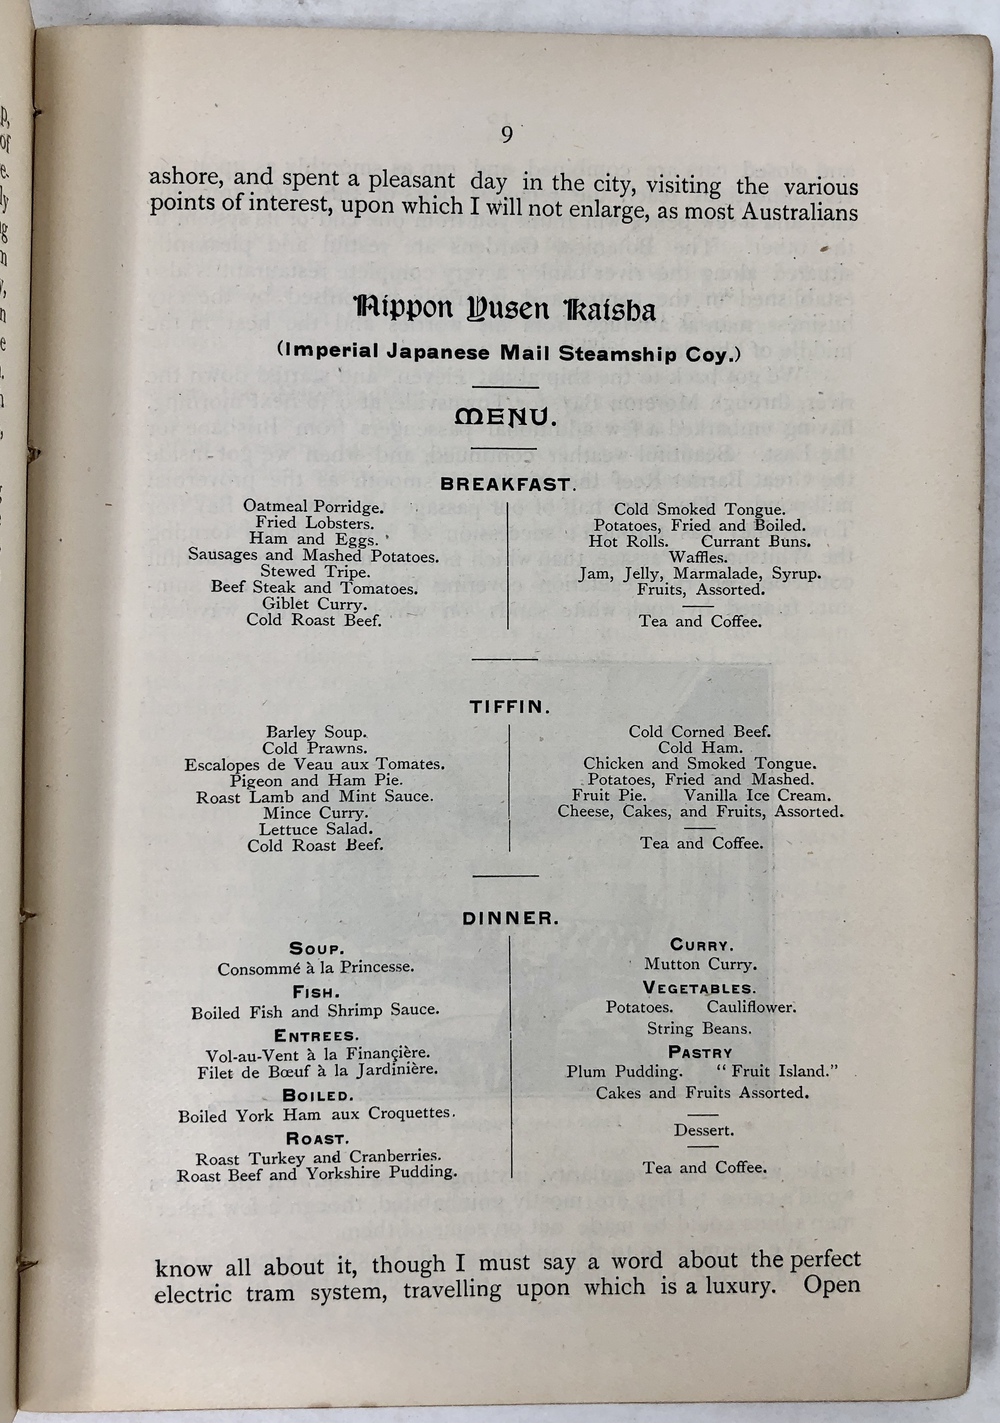 9
ashore, and spent a pleasant day in the city, visiting the various
points of interest, upon which I will not enlarge, as most Australians
Nippon Yusen Kaisha
(Imperial Japanese Mail Steamship Coy.)
MENU.
BREAKFAST.
Oatmeal Porridge.
Fried Lobsters.
Ham and Eggs.
Sausages and Mashed Potatoes.
Stewed Tripe.
Beef Steak and Tomatoes.
Giblet Curry.
Cold Roast Beef.
Cold Smoked Tongue.
Potatoes, Fried and Boiled.
Hot Rolls. Currant Buns.
Waffles.
Jam, Jelly, Marmalade, Syrup.
Fruits, Assorted.
Tea and Coffee.
TIFFIN.
Barley Soup.
Cold Prawns.
Escalopes de Veau aux Tomates.
Pigeon and Ham Pie.
Roast Lamb and Mint Sauce.
Mince Curry.
Lettuce Salad.
Cold Roast Beef.
Cold Corned Beef.
Cold Ham.
Chicken and Smoked Tongue.
Potatoes, Fried and Mashed.
Fruit Pie. Vanilla Ice Cream.
Cheese, Cakes, and Fruits, Assorted.
Tea and Coffee.
DINNER.
SOUP.
Consommé à la Princesse.
FISH.
Boiled Fish and Shrimp Sauce.
ENTREES.
Vol-au-Vent à la Finançière.
Filet de Bœuf à la Jardinière.
BOILED.
Boiled York Ham aux Croquettes.
ROAST.
Roast Turkey and Cranberries.
Roast Beef and Yorkshire Pudding.
CURRY.
Mutton Curry.
VEGETABLES.
Potatoes. Cauliflower.
String Beans.
PASTRY
Plum Pudding. "Fruit Island."
Cakes and Fruits Assorted.
Dessert.
Tea and Coffee.
know all about it, though I must say a word about the perfect
electric tram system, travelling upon which is a luxury. Open